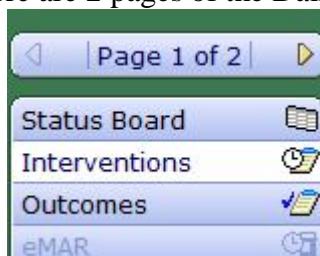 Page 1 of 2
Status Board
Interventions
Outcomes
eMAR